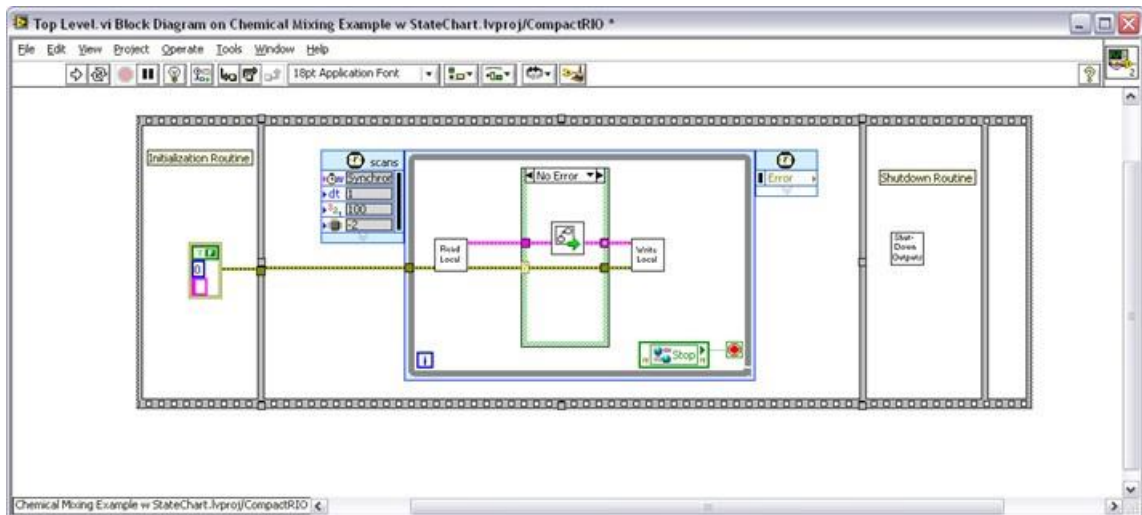 Top Level.vi Block Diagram on Chemical Mixing Example w StateChart.lvproj/CompactRIO *
File Edit View Project Operate Tools Window Help
18pt Application Font
2
Initialization Routine
scans
Synchron
Error
No Error
Shutdown Routine
dt 1
100
-2
Read
Local
Write
Local
Shut-
Down
Outputs
0
i
Stop
Chemical Mixing Example w StateChart.lvproj/CompactRIO